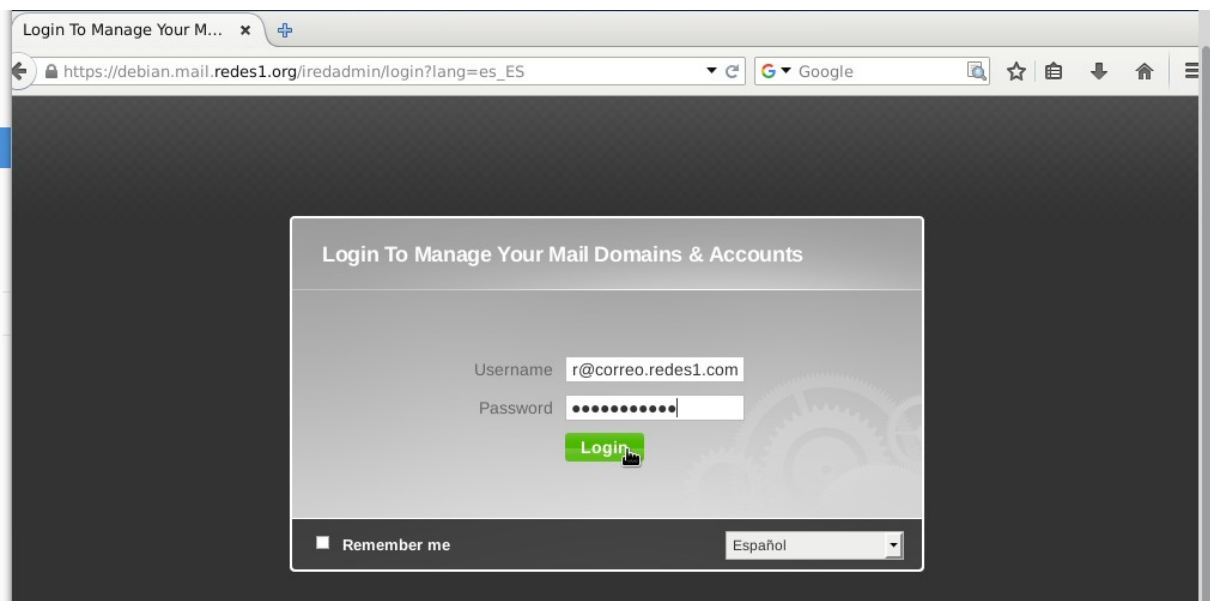 Login To Manage Your M...
https://debian.mail.redes1.org/iredadmin/login?lang=es_ES
Google
Login To Manage Your Mail Domains & Accounts
Username r@correo.redes1.com
Password •••••••••••
Login
Remember me
Español